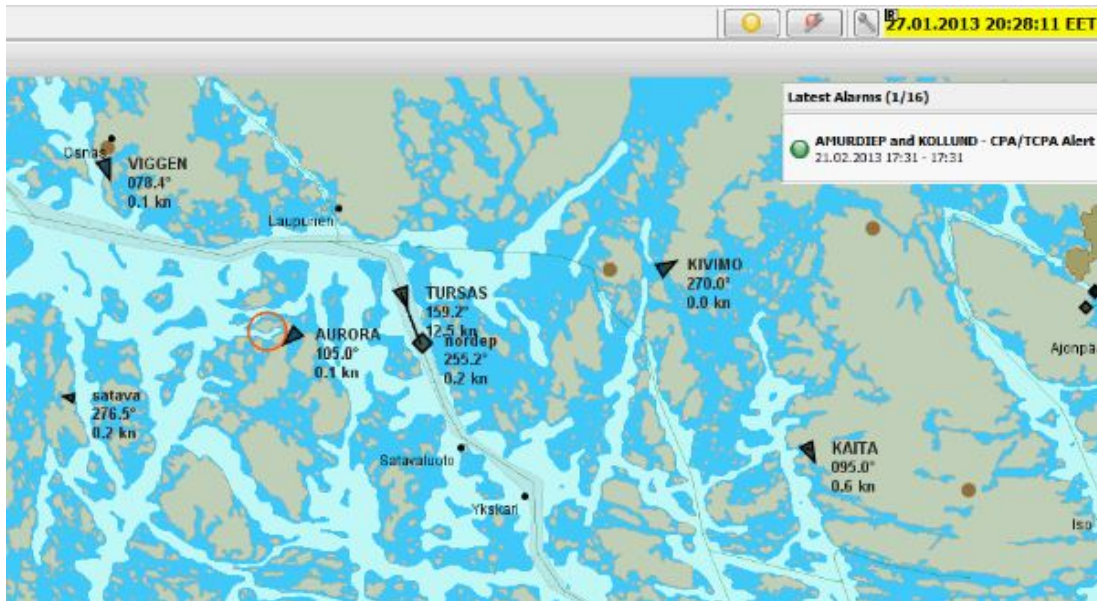 R
27.01.2013 20:28:11 EET
Latest Alarms (1/16)
AMURDIEP and KOLLUND - CPA/TCPA Alert
21.02.2013 17:31 - 17:31
Osnas
VIGGEN
078.4°
0.1 kn
Laupunen
KIVIMO
270.0°
0.0 kn
TURSAS
159.2°
12.5 kn
nordep
255.2°
0.2 kn
AURORA
105.0°
0.1 kn
Ajonpä
satava
276.5°
0.2 kn
Satavaluoto
KAITA
095.0°
0.6 kn
Ykskari
Iso